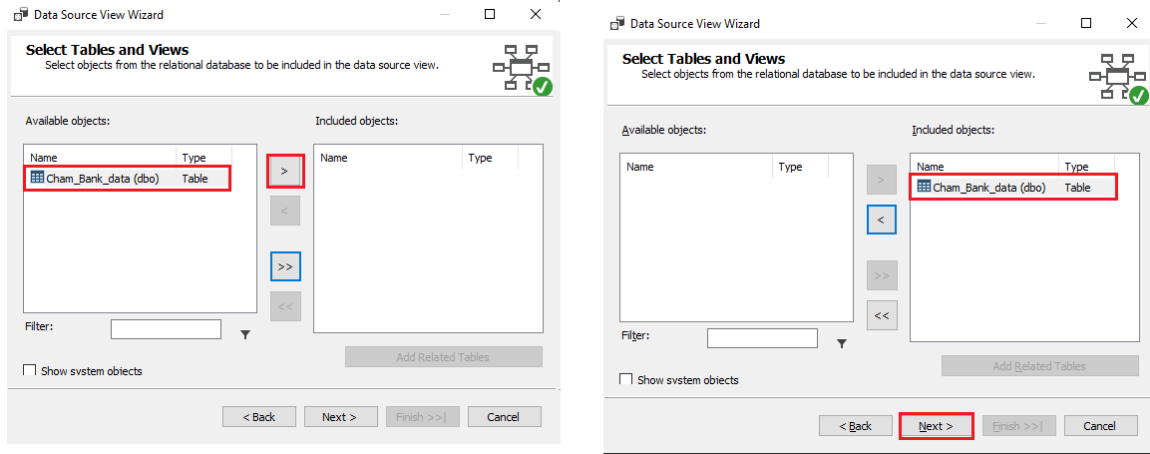 Data Source View Wizard
Select Tables and Views
Select objects from the relational database to be included in the data source view.
Available objects:
Included objects:
Name Type
Cham_Bank_data (dbo) Table
>
<
>>
<<
Name Type
Filter:
Add Related Tables
Show system objects
< Back Next > Finish >>| Cancel
Data Source View Wizard
Select Tables and Views
Select objects from the relational database to be included in the data source view.
Available objects:
Included objects:
Name Type
>
<
>>
<<
Name Type
Cham_Bank_data (dbo) Table
Filter:
Add Related Tables
Show system objects
< Back Next > Finish >>| Cancel